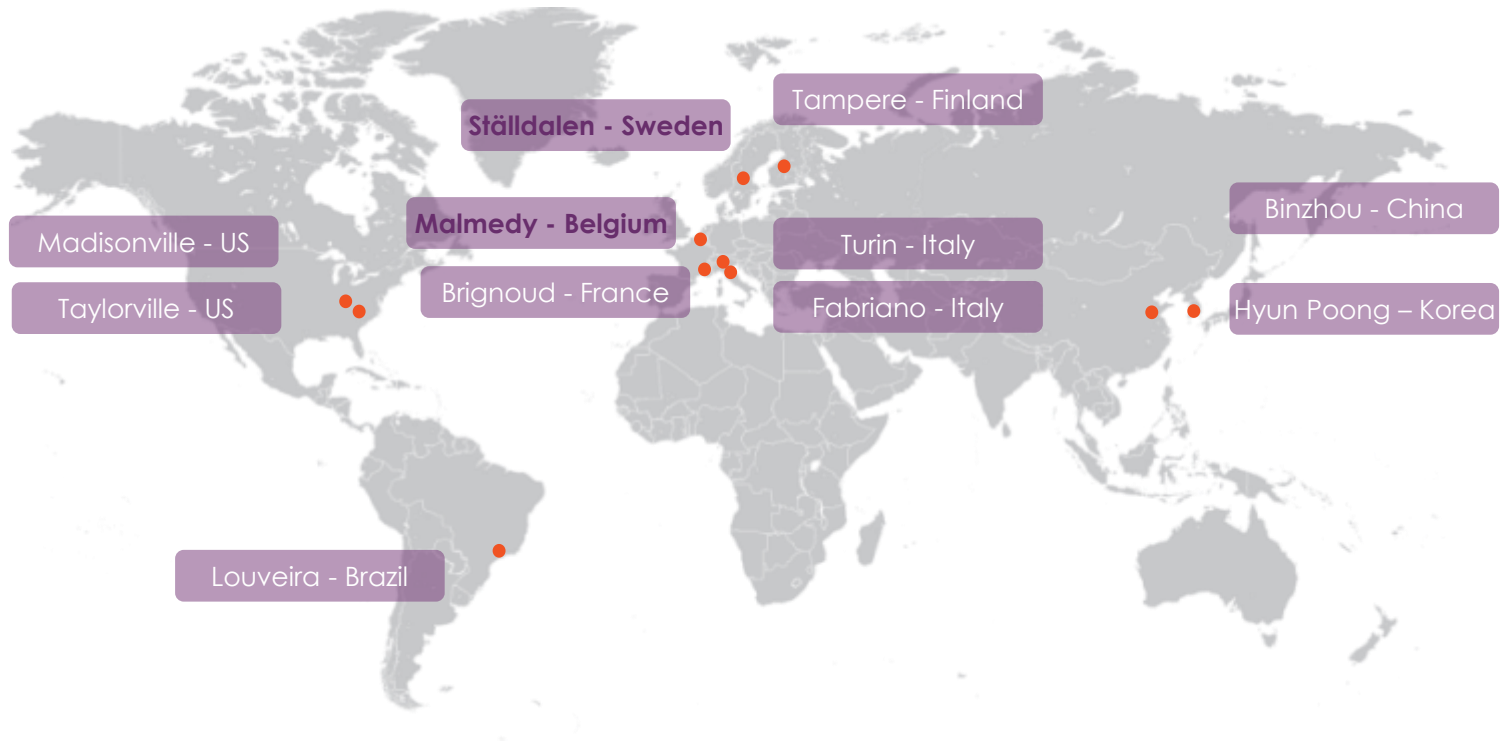 Tampere - Finland
Ställdalen - Sweden
Binzhou - China
Malmedy - Belgium
Madisonville - US
Turin - Italy
Brignoud - France
Fabriano - Italy
Taylorville - US
Hyun Poong – Korea
Louveira - Brazil